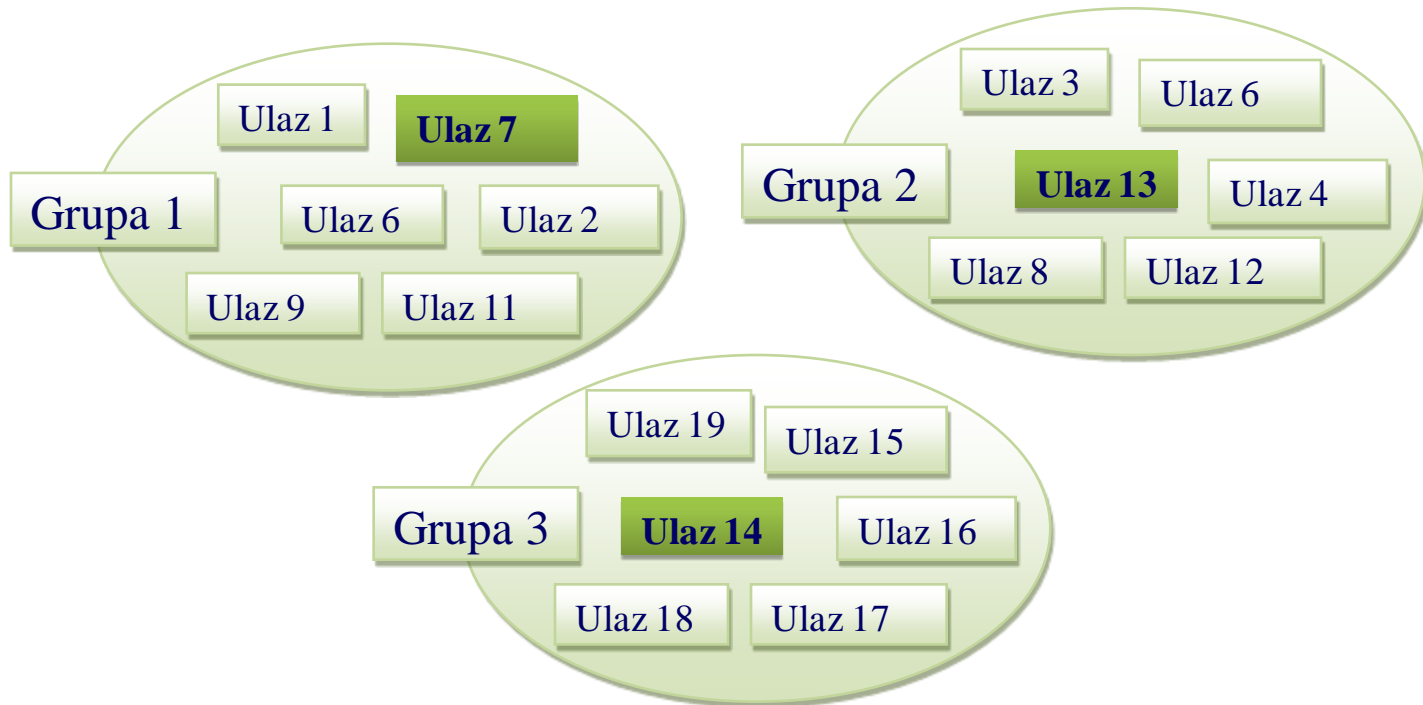 Grupa 1
Ulaz 1
Ulaz 7
Ulaz 6
Ulaz 2
Ulaz 9
Ulaz 11
Grupa 2
Ulaz 3
Ulaz 6
Ulaz 13
Ulaz 4
Ulaz 8
Ulaz 12
Grupa 3
Ulaz 19
Ulaz 15
Ulaz 14
Ulaz 16
Ulaz 18
Ulaz 17